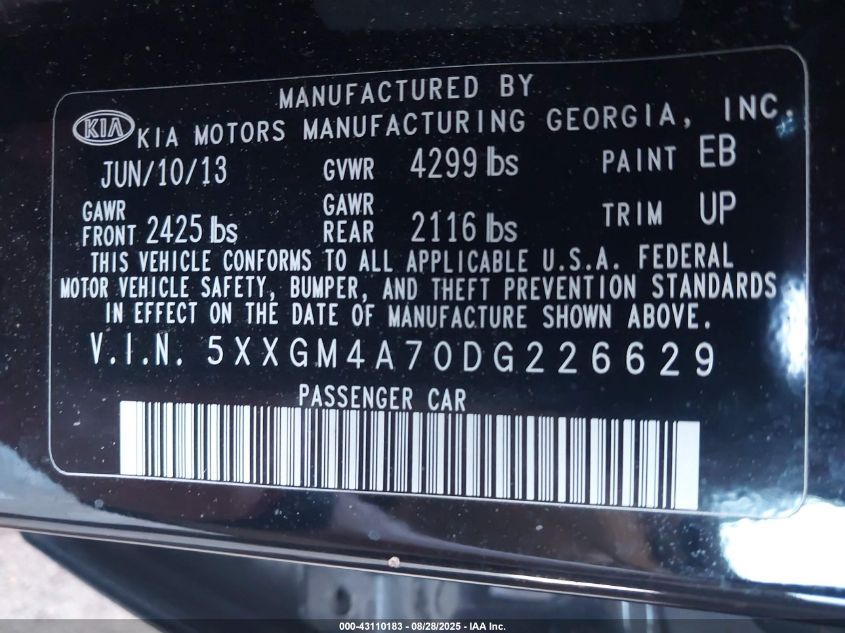 MANUFACTURED BY
KIA KIA MOTORS MANUFACTURING GEORGIA, INC.
JUN/10/13 GVWR 4299 lbs PAINT EB
GAWR FRONT 2425 lbs GAWR REAR 2116 lbs TRIM UP
THIS VEHICLE CONFORMS TO ALL APPLICABLE U.S.A. FEDERAL
MOTOR VEHICLE SAFETY, BUMPER, AND THEFT PREVENTION STANDARDS
IN EFFECT ON THE DATE OF MANUFACTURE SHOWN ABOVE.
V.I.N. 5XXGM4A70DG226629
PASSENGER CAR
000-43110183 - 08/28/2025 - IAA Inc.